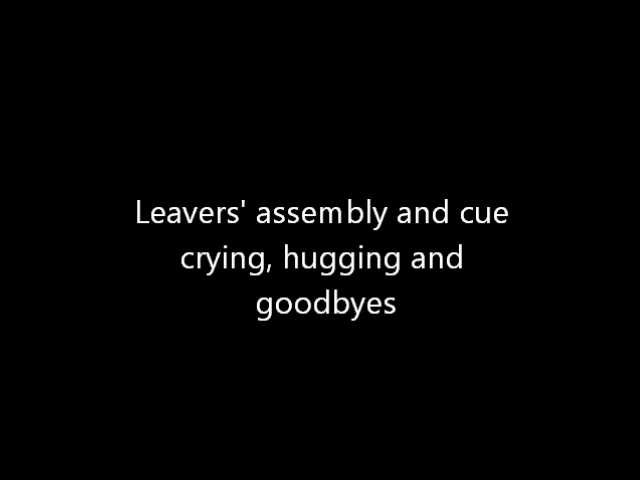 Leavers' assembly and cue
crying, hugging and
goodbyes